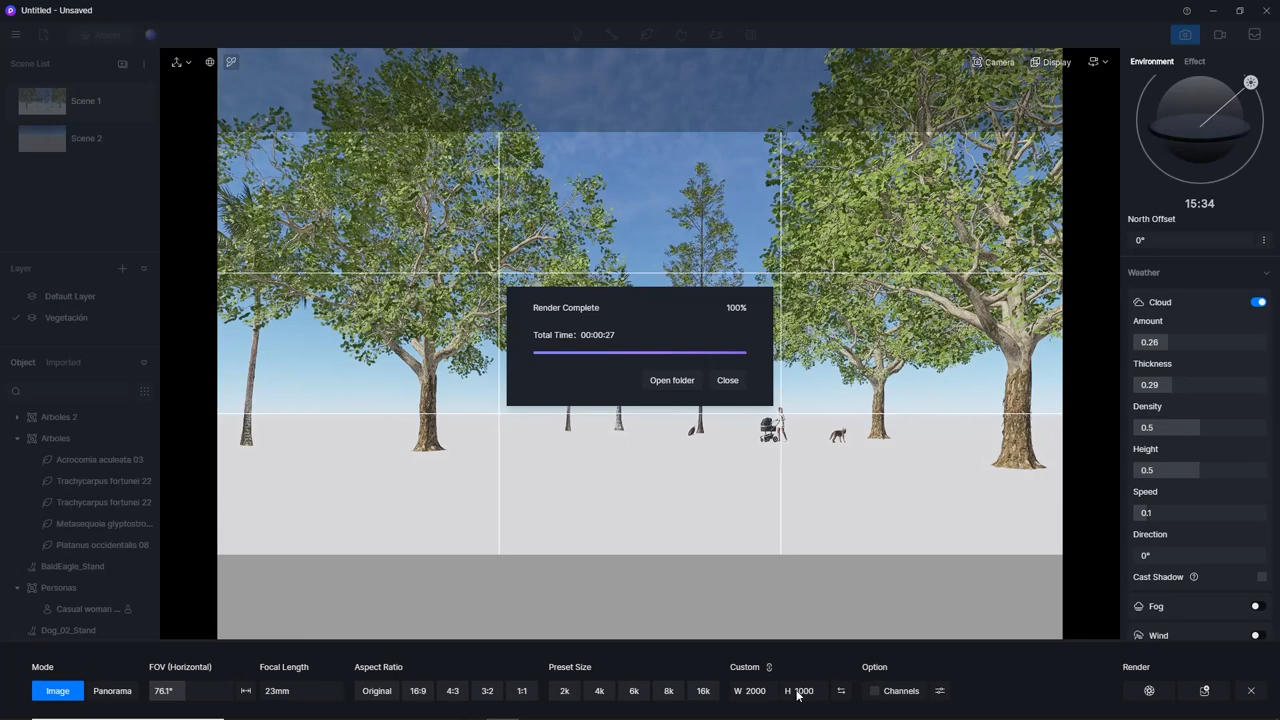 Untitled - Unsaved
Atlasen
Scene List
Scene 1
Scene 2
Layer
Default Layer
Vegetación
Object Imported
Arboles 2
Arboles
Acrocomia aculeata 03
Trachycarpus fortunei 22
Trachycarpus fortunei 22
Metasequoia glyptostro...
Platanus occidentalis 08
BaldEagle_Stand
Personas
Casual woman ...
Dog_02_Stand
Camera Display
Render Complete 100%
Total Time: 00:00:27
Open folder Close
Environment Effect
15:34
North Offset
0°
Weather
Cloud
Amount
0.26
Thickness
0.29
Density
0.5
Height
0.5
Speed
0.1
Direction
0°
Cast Shadow
Fog
Wind
Mode FOV (Horizontal) Focal Length Aspect Ratio Preset Size Custom Option Render
Image Panorama 76.1° 23mm Original 16:9 4:3 3:2 1:1 2k 4k 6k 8k 16k W 2000 H 1000 Channels